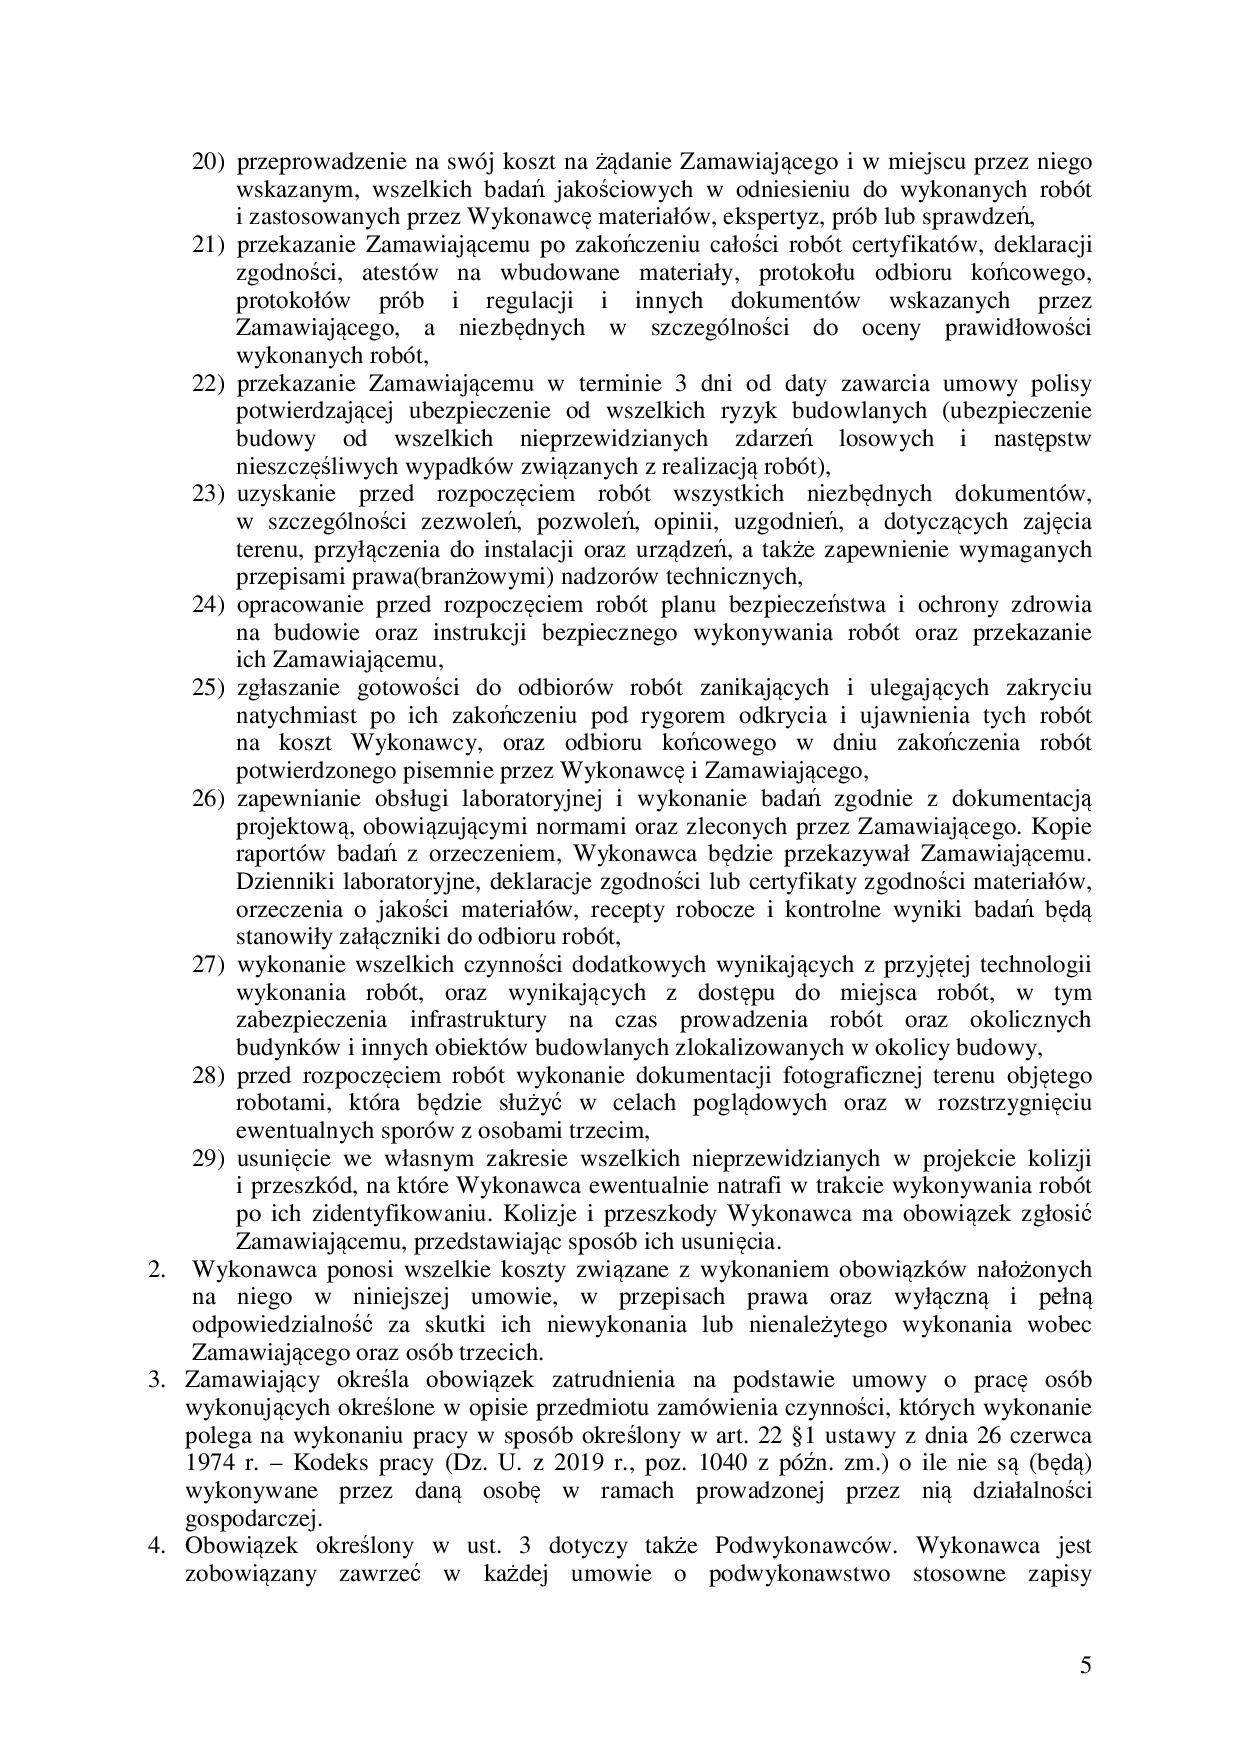 20) przeprowadzenie na swój koszt na żądanie Zamawiającego i w miejscu przez niego
wskazanym, wszelkich badań jakościowych w odniesieniu do wykonanych robót
i zastosowanych przez Wykonawcę materiałów, ekspertyz, prób lub sprawdzeń,
21) przekazanie Zamawiającemu po zakończeniu całości robót certyfikatów, deklaracji
zgodności, atestów na wbudowane materiały, protokołu odbioru końcowego,
protokołów prób i regulacji i innych dokumentów wskazanych przez
Zamawiającego, a niezbędnych w szczególności do oceny prawidłowości
wykonanych robót,
22) przekazanie Zamawiającemu w terminie 3 dni od daty zawarcia umowy polisy
potwierdzającej ubezpieczenie od wszelkich ryzyk budowlanych (ubezpieczenie
budowy od wszelkich nieprzewidzianych zdarzeń losowych i następstw
nieszczęśliwych wypadków związanych z realizacją robót),
23) uzyskanie przed rozpoczęciem robót wszystkich niezbędnych dokumentów,
w szczególności zezwoleń, pozwoleń, opinii, uzgodnień, a dotyczących zajęcia
terenu, przyłączenia do instalacji oraz urządzeń, a także zapewnienie wymaganych
przepisami prawa(branżowymi) nadzorów technicznych,
24) opracowanie przed rozpoczęciem robót planu bezpieczeństwa i ochrony zdrowia
na budowie oraz instrukcji bezpiecznego wykonywania robót oraz przekazanie
ich Zamawiającemu,
25) zgłaszanie gotowości do odbiorów robót zanikających i ulegających zakryciu
natychmiast po ich zakończeniu pod rygorem odkrycia i ujawnienia tych robót
na koszt Wykonawcy, oraz odbioru końcowego w dniu zakończenia robót
potwierdzonego pisemnie przez Wykonawcę i Zamawiającego,
26) zapewnianie obsługi laboratoryjnej i wykonanie badań zgodnie z dokumentacją
projektową, obowiązującymi normami oraz zleconych przez Zamawiającego. Kopie
raportów badań z orzeczeniem, Wykonawca będzie przekazywał Zamawiającemu.
Dzienniki laboratoryjne, deklaracje zgodności lub certyfikaty zgodności materiałów,
orzeczenia o jakości materiałów, recepty robocze i kontrolne wyniki badań będą
stanowiły załączniki do odbioru robót,
27) wykonanie wszelkich czynności dodatkowych wynikających z przyjętej technologii
wykonania robót, oraz wynikających z dostępu do miejsca robót, w tym
zabezpieczenia infrastruktury na czas prowadzenia robót oraz okolicznych
budynków i innych obiektów budowlanych zlokalizowanych w okolicy budowy,
28) przed rozpoczęciem robót wykonanie dokumentacji fotograficznej terenu objętego
robotami, która będzie służyć w celach poglądowych oraz w rozstrzygnięciu
ewentualnych sporów z osobami trzecim,
29) usunięcie we własnym zakresie wszelkich nieprzewidzianych w projekcie kolizji
i przeszkód, na które Wykonawca ewentualnie natrafi w trakcie wykonywania robót
po ich zidentyfikowaniu. Kolizje i przeszkody Wykonawca ma obowiązek zgłosić
Zamawiającemu, przedstawiając sposób ich usunięcia.
2. Wykonawca ponosi wszelkie koszty związane z wykonaniem obowiązków nałożonych
na niego w niniejszej umowie, w przepisach prawa oraz wyłączną i pełną
odpowiedzialność za skutki ich niewykonania lub nienależytego wykonania wobec
Zamawiającego oraz osób trzecich.
3. Zamawiający określa obowiązek zatrudnienia na podstawie umowy o pracę osób
wykonujących określone w opisie przedmiotu zamówienia czynności, których wykonanie
polega na wykonaniu pracy w sposób określony w art. 22 §1 ustawy z dnia 26 czerwca
1974 r. – Kodeks pracy (Dz. U. z 2019 r., poz. 1040 z późn. zm.) o ile nie są (będą)
wykonywane przez daną osobę w ramach prowadzonej przez nią działalności
gospodarczej.
4. Obowiązek określony w ust. 3 dotyczy także Podwykonawców. Wykonawca jest
zobowiązany zawrzeć w każdej umowie o podwykonawstwo stosowne zapisy
5